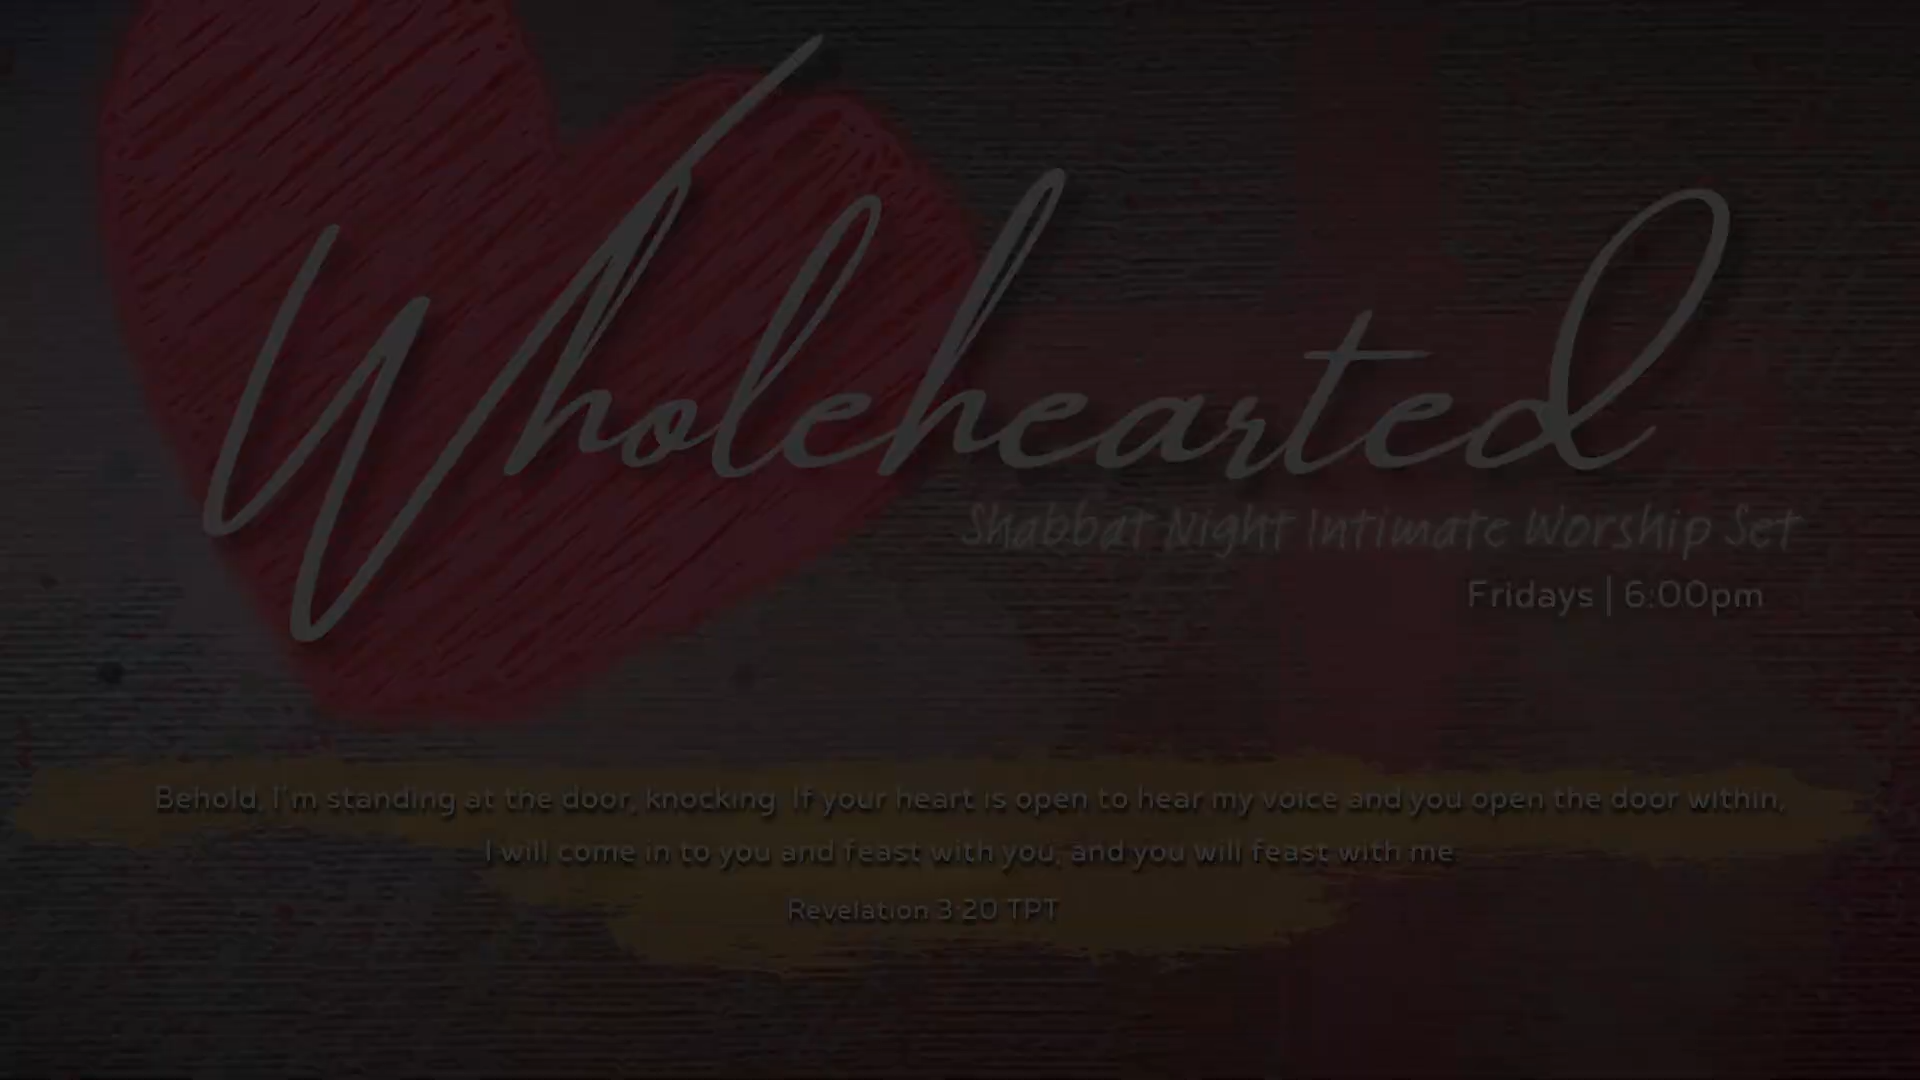 Wholehearted
Shabbat Night Intimate Worship Set
Fridays | 6:00pm
Behold, I'm standing at the door, knocking. If your heart is open to hear my voice and you open the door within,
I will come in to you and feast with you, and you will feast with me.
Revelation 3:20 TPT